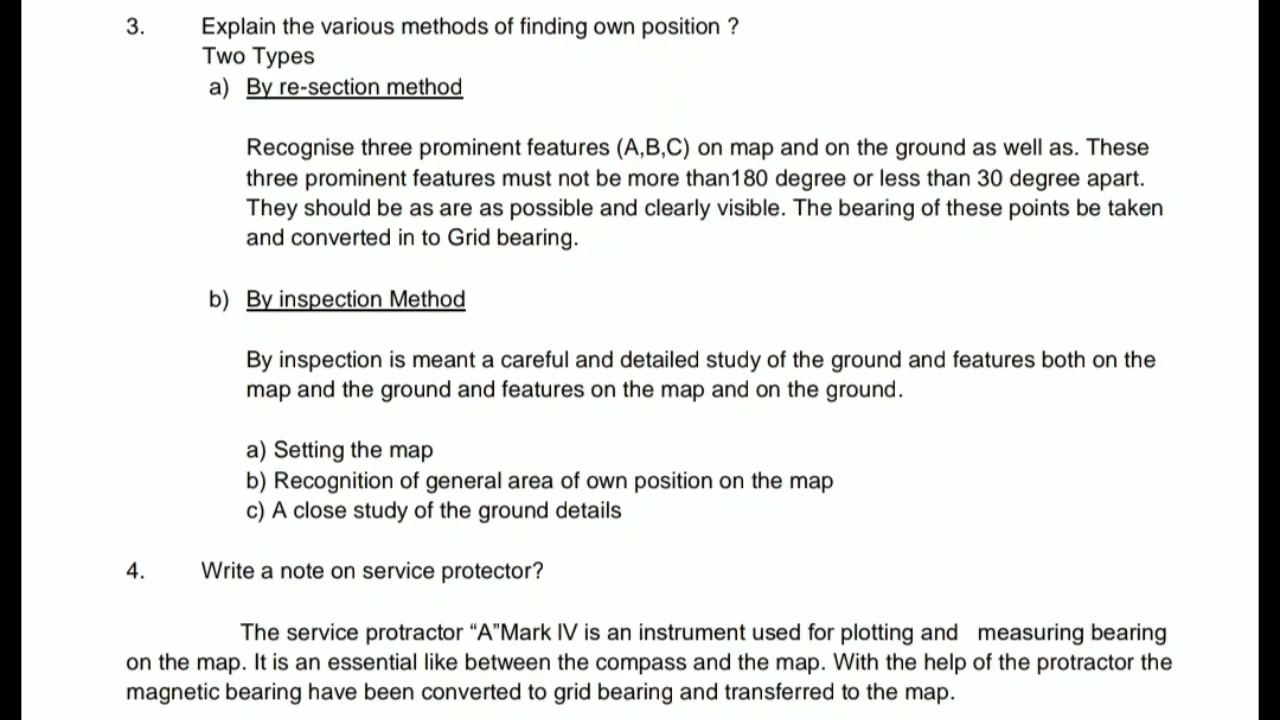 3. Explain the various methods of finding own position ?
Two Types
a) By re-section method
Recognise three prominent features (A,B,C) on map and on the ground as well as. These
three prominent features must not be more than180 degree or less than 30 degree apart.
They should be as are as possible and clearly visible. The bearing of these points be taken
and converted in to Grid bearing.
b) By inspection Method
By inspection is meant a careful and detailed study of the ground and features both on the
map and the ground and features on the map and on the ground.
a) Setting the map
b) Recognition of general area of own position on the map
c) A close study of the ground details
4. Write a note on service protector?
The service protractor “A”Mark IV is an instrument used for plotting and measuring bearing
on the map. It is an essential like between the compass and the map. With the help of the protractor the
magnetic bearing have been converted to grid bearing and transferred to the map.